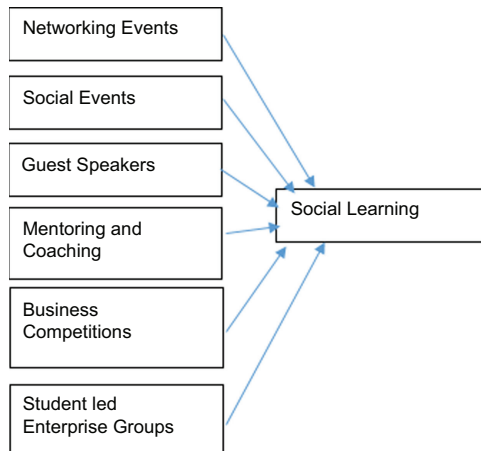 Networking Events
Social Events
Guest Speakers
Social Learning
Mentoring and
Coaching
Business
Competitions
Student led
Enterprise Groups